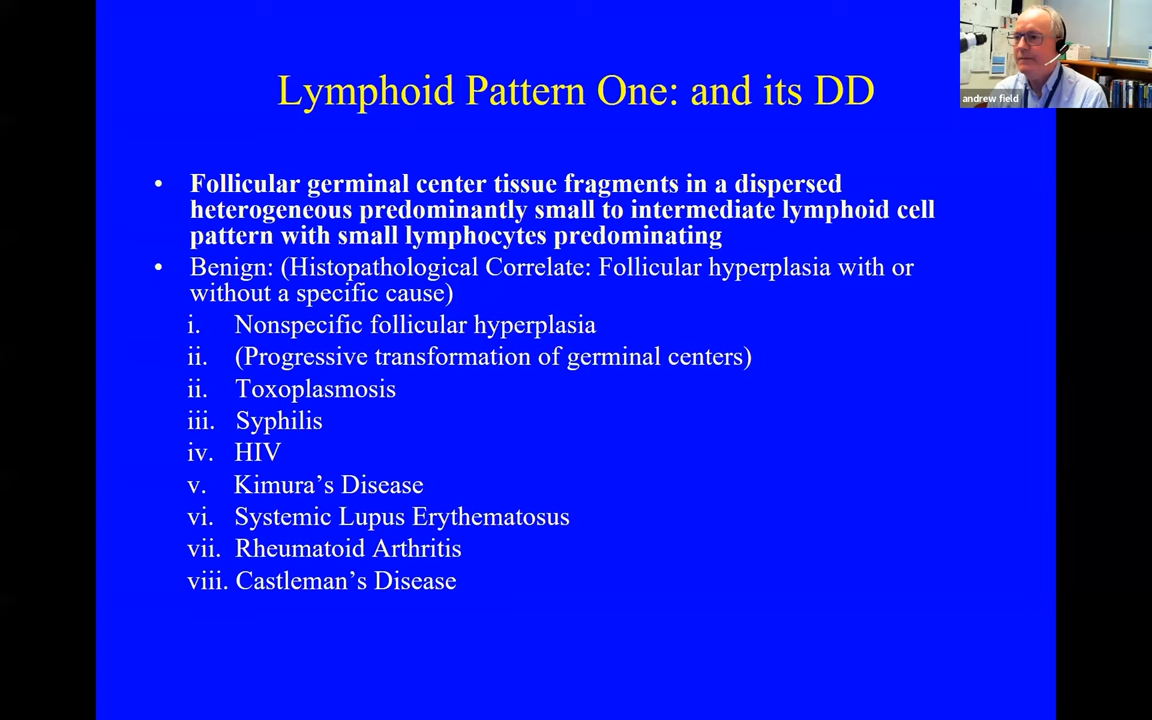 Lymphoid Pattern One: and its DD
andrew field
• Follicular germinal center tissue fragments in a dispersed
heterogeneous predominantly small to intermediate lymphoid cell
pattern with small lymphocytes predominating
• Benign: (Histopathological Correlate: Follicular hyperplasia with or
without a specific cause)
i. Nonspecific follicular hyperplasia
ii. (Progressive transformation of germinal centers)
ii. Toxoplasmosis
iii. Syphilis
iv. HIV
v. Kimura’s Disease
vi. Systemic Lupus Erythematosus
vii. Rheumatoid Arthritis
viii. Castleman’s Disease